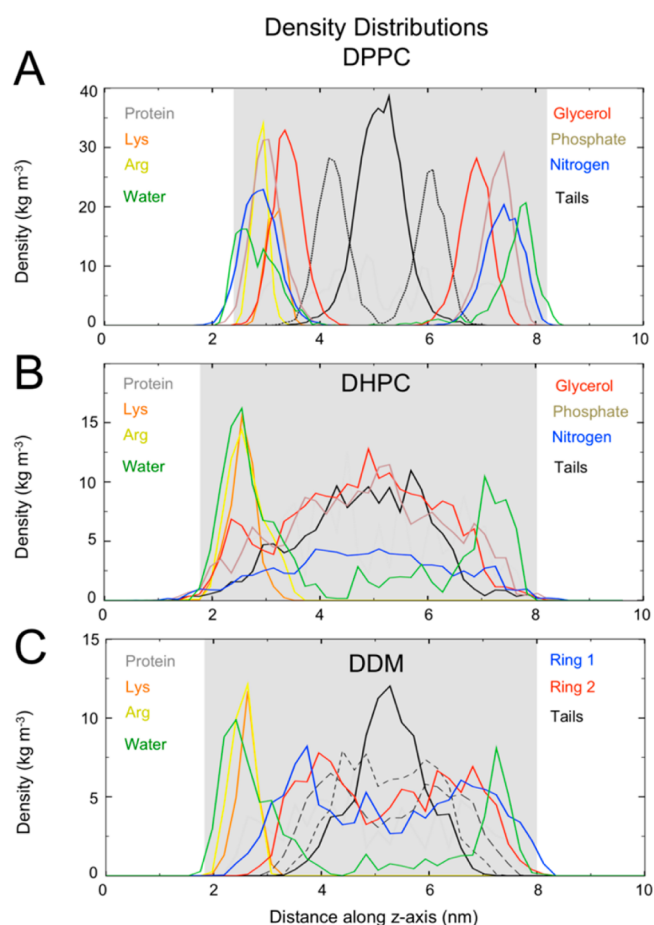 Density Distributions
DPPC
A
40
30
20
10
0
Density (kg m-3)
Protein
Lys
Arg
Water
Glycerol
Phosphate
Nitrogen
Tails
0 2 4 6 8 10
B
DHPC
15
10
5
0
Density (kg m-3)
Protein
Lys
Arg
Water
Glycerol
Phosphate
Nitrogen
Tails
0 2 4 6 8 10
C
DDM
15
10
5
0
Density (kg m-3)
Protein
Lys
Arg
Water
Ring 1
Ring 2
Tails
0 2 4 6 8 10
Distance along z-axis (nm)